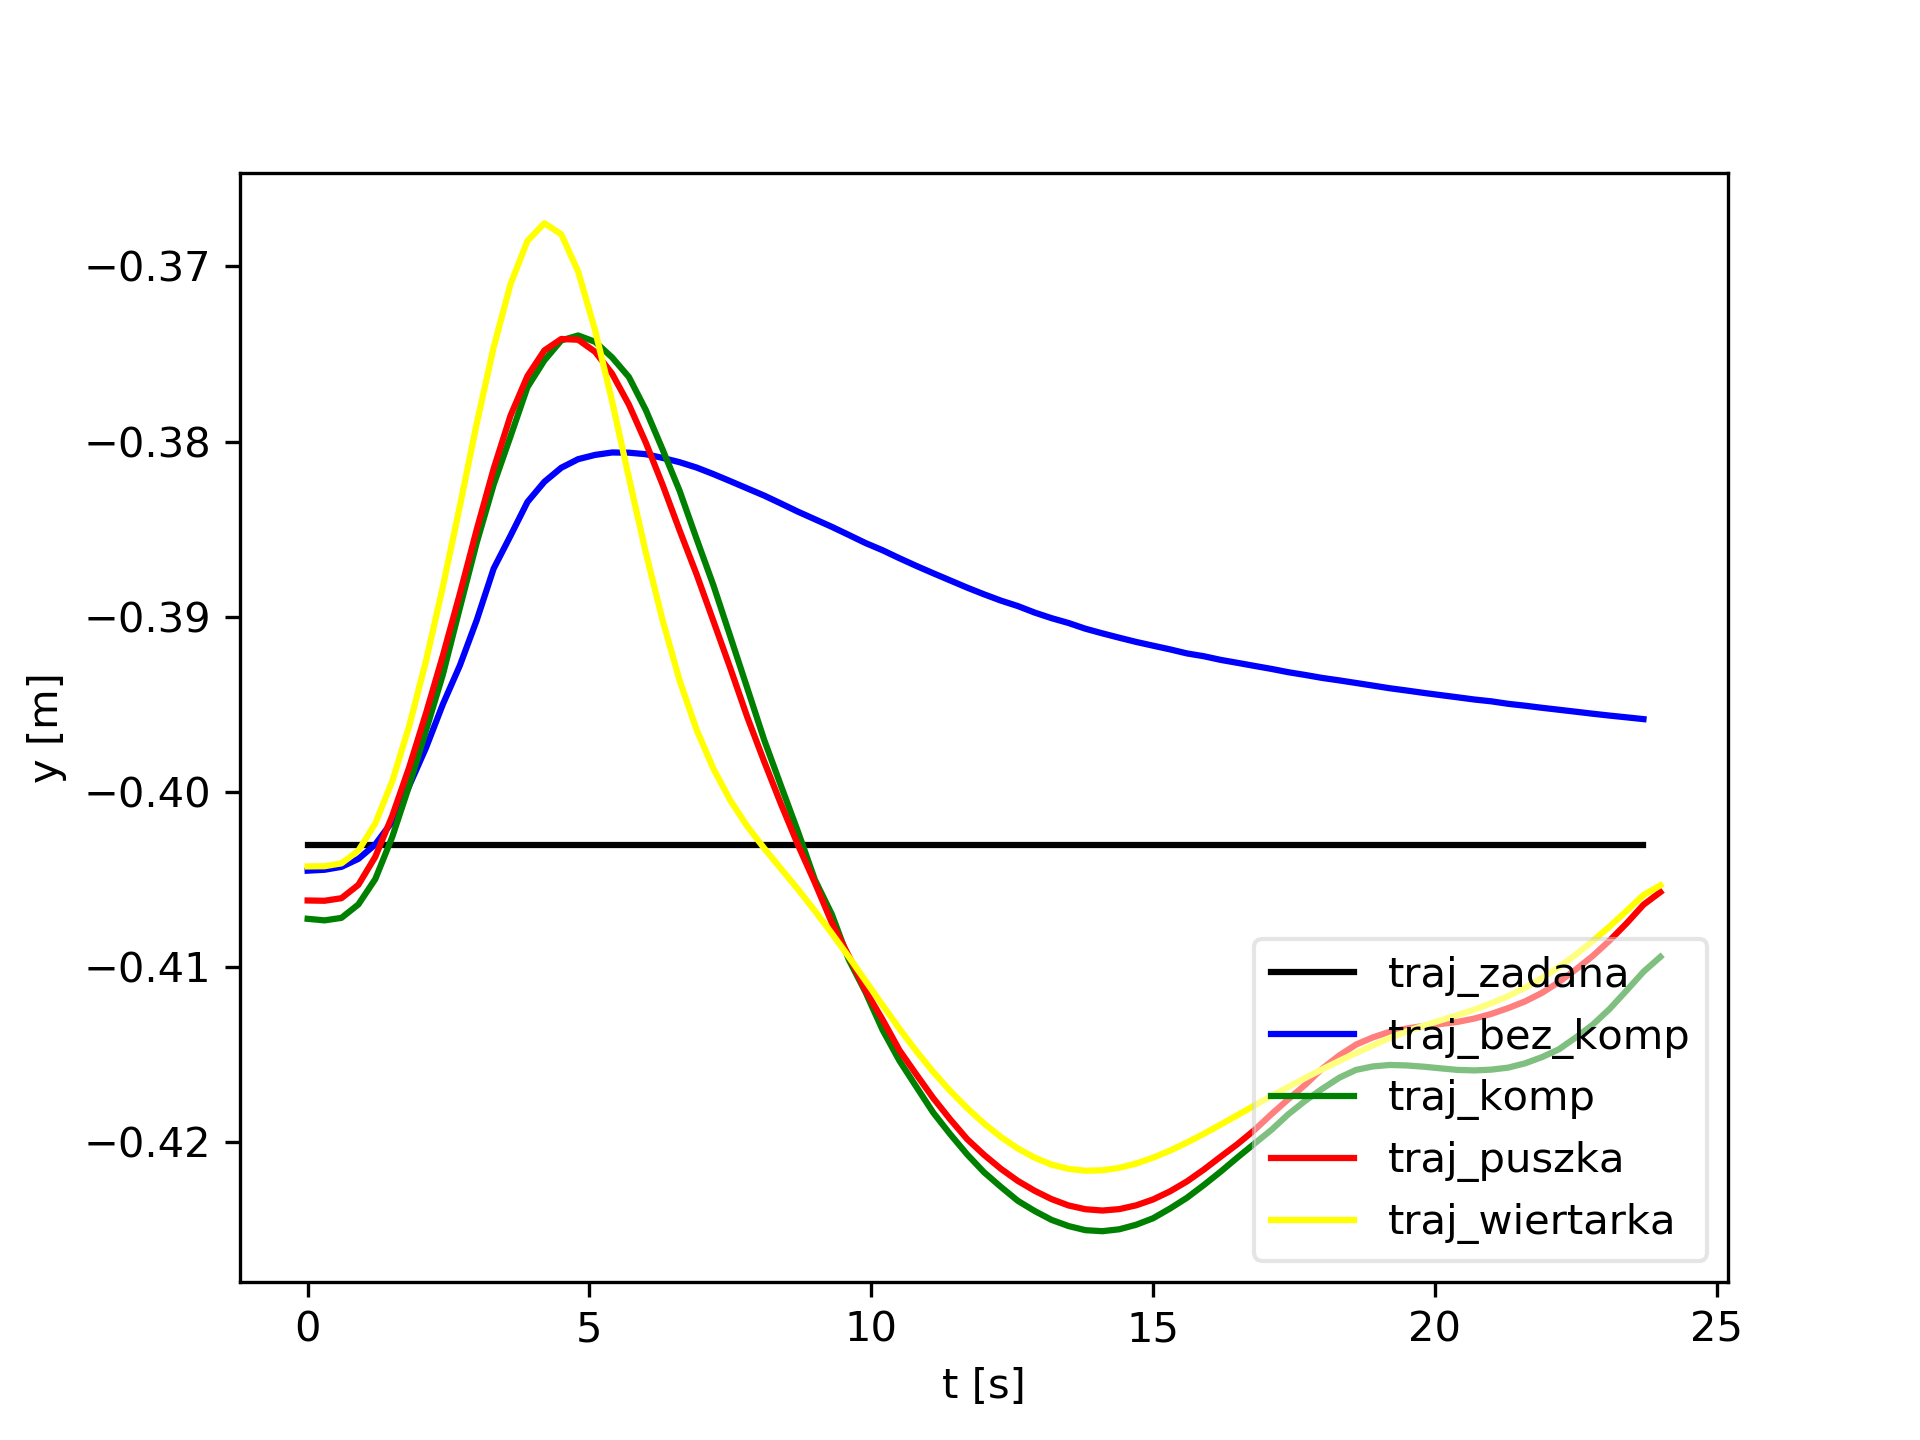 −0.37
−0.38
−0.39
−0.40
−0.41
−0.42
y [m]
0 5 10 15 20 25
t [s]
traj_zadana
traj_bez_komp
traj_komp
traj_puszka
traj_wiertarka